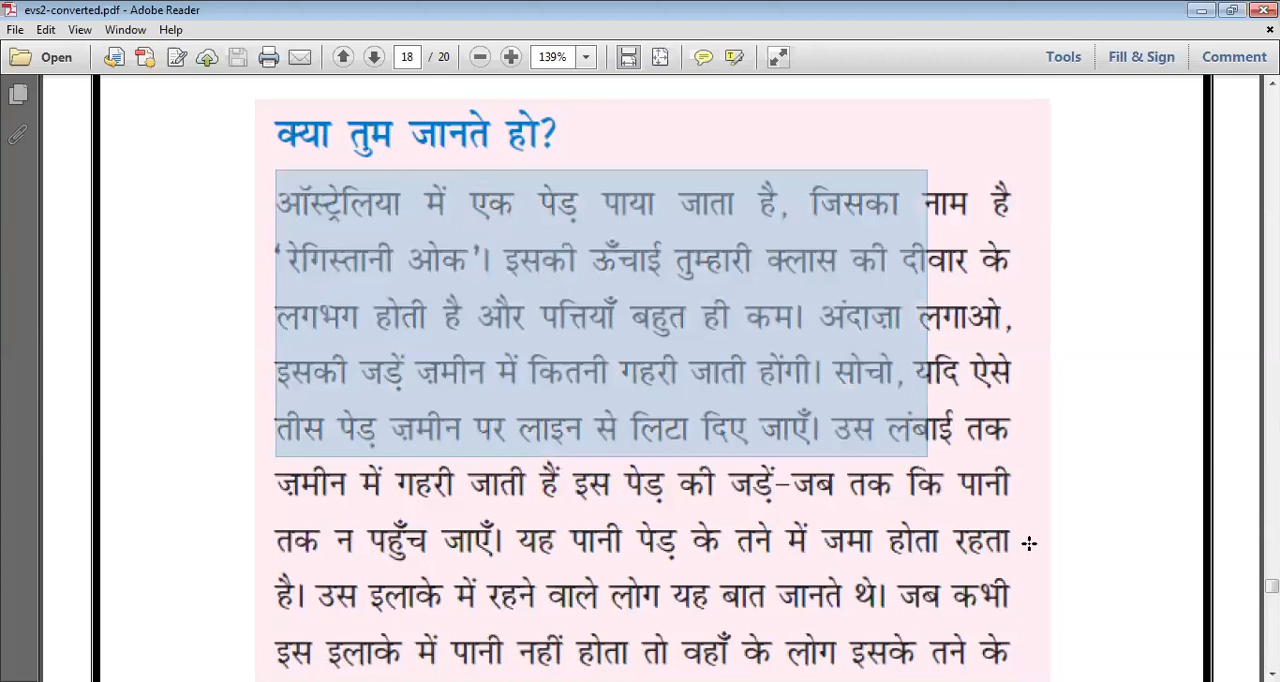 evs2-converted.pdf - Adobe Reader
File Edit View Window Help
Open 18 / 20 139% Tools Fill & Sign Comment
क्या तुम जानते हो?
ऑस्ट्रेलिया में एक पेड़ पाया जाता है, जिसका नाम है
‘रेगिस्तानी ओक’। इसकी ऊँचाई तुम्हारी क्लास की दीवार के
लगभग होती है और पत्तियाँ बहुत ही कम। अंदाज़ा लगाओ,
इसकी जड़ें ज़मीन में कितनी गहरी जाती होंगी। सोचो, यदि ऐसे
तीस पेड़ ज़मीन पर लाइन से लिटा दिए जाएँ। उस लंबाई तक
ज़मीन में गहरी जाती हैं इस पेड़ की जड़ें–जब तक कि पानी
तक न पहुँच जाएँ। यह पानी पेड़ के तने में जमा होता रहता
है। उस इलाके में रहने वाले लोग यह बात जानते थे। जब कभी
इस इलाके में पानी नहीं होता तो वहाँ के लोग इसके तने के